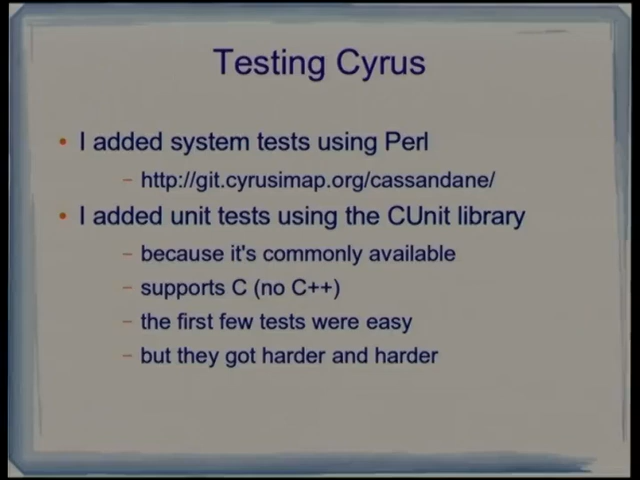 Testing Cyrus
• I added system tests using Perl
– http://git.cyrusimap.org/cassandane/
• I added unit tests using the CUnit library
– because it's commonly available
– supports C (no C++)
– the first few tests were easy
– but they got harder and harder